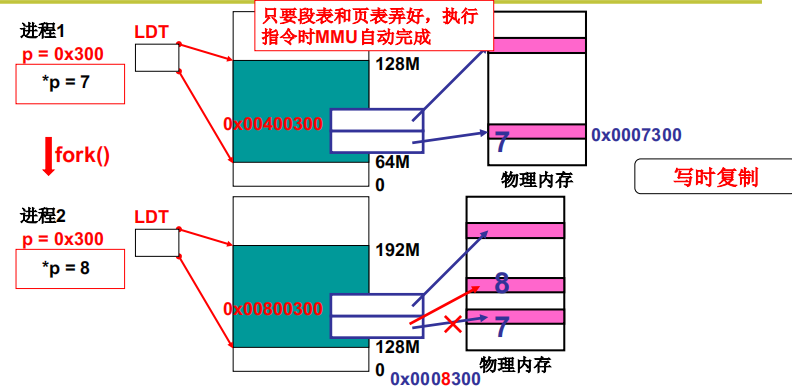 只要段表和页表弄好，执行
指令时MMU自动完成
进程1
p = 0x300
*p = 7
LDT
128M
0x00400300
64M
0
7
0x0007300
物理内存
fork()
写时复制
进程2
p = 0x300
*p = 8
LDT
192M
0x00800300
128M
0
8
7
物理内存
0x0008300